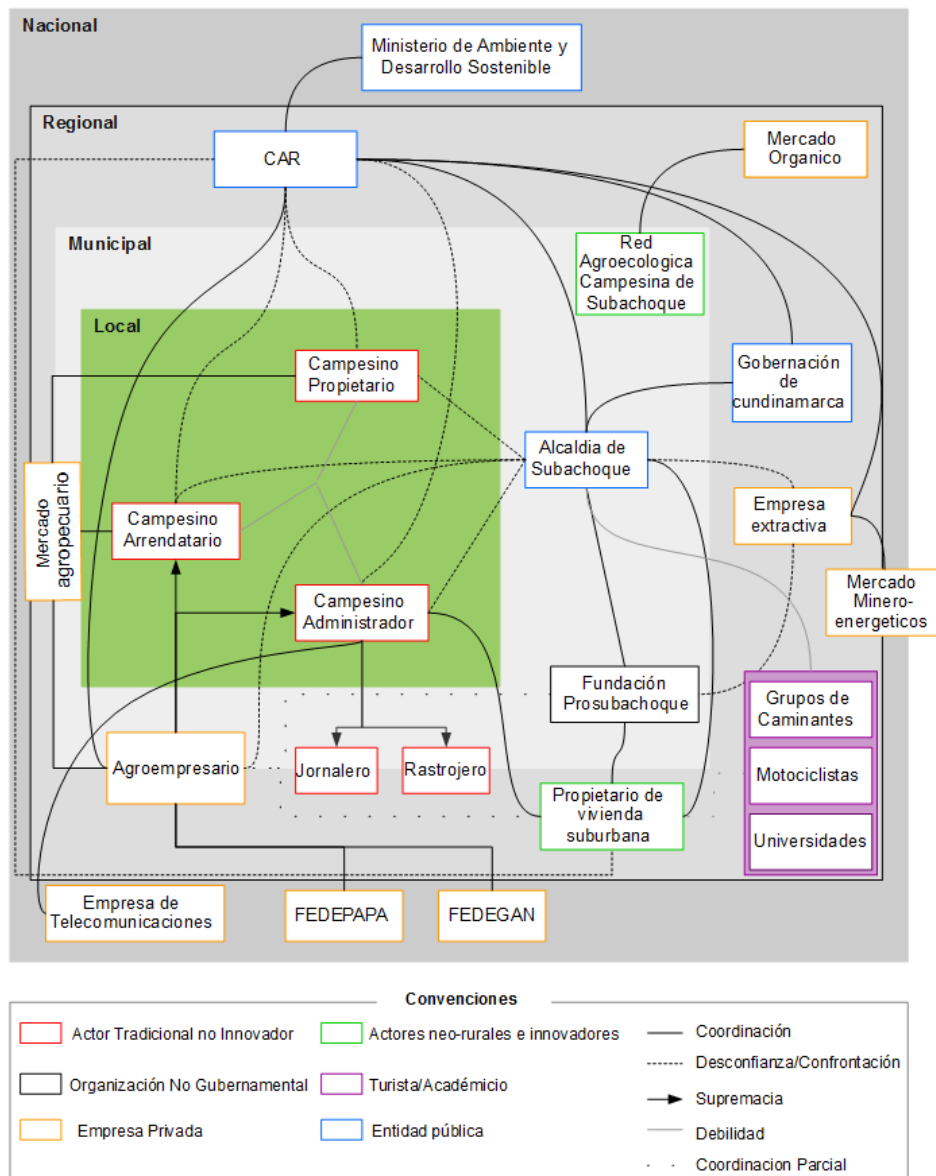 Nacional
Ministerio de Ambiente y
Desarrollo Sostenible
Regional
CAR
Mercado
Organico
Municipal
Red
Agroecologica
Campesina de
Subachoque
Local
Campesino
Propietario
Gobernación
de
cundinamarca
Alcaldia de
Subachoque
Mercado
agropecuario
Campesino
Arrendatario
Empresa
extractiva
Campesino
Administrador
Mercado
Minero-
energeticos
Fundación
Prosubachoque
Grupos de
Caminantes
Agroempresario
Jornalero
Rastrojero
Motociclistas
Propietario de
vivienda
suburbana
Universidades
Empresa de
Telecomunicaciones
FEDEPAPA
FEDEGAN
Convenciones
Actor Tradicional no Innovador
Actores neo-rurales e innovadores
Coordinación
Desconfianza/Confrontación
Organización No Gubernamental
Turista/Académicio
Supremacia
Empresa Privada
Entidad pública
Debilidad
Coordinacion Parcial